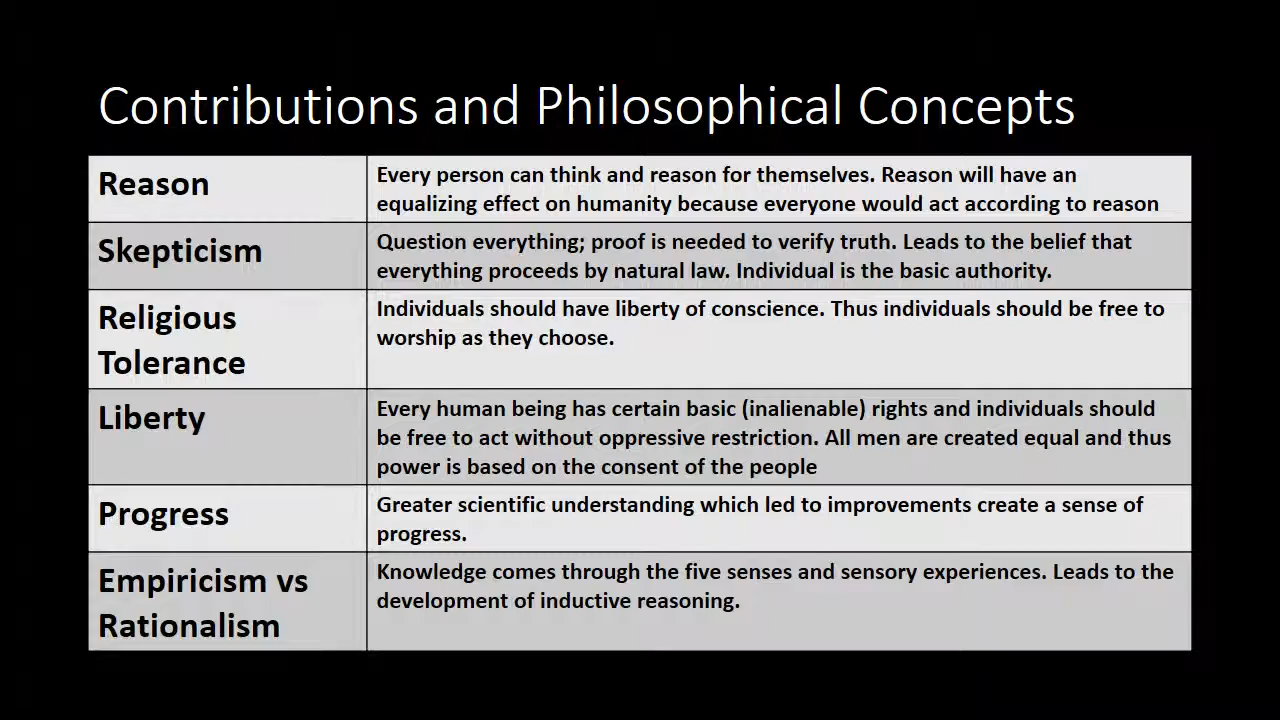 Contributions and Philosophical Concepts
Reason
Every person can think and reason for themselves. Reason will have an
equalizing effect on humanity because everyone would act according to reason
Skepticism
Question everything; proof is needed to verify truth. Leads to the belief that
everything proceeds by natural law. Individual is the basic authority.
Religious
Tolerance
Individuals should have liberty of conscience. Thus individuals should be free to
worship as they choose.
Liberty
Every human being has certain basic (inalienable) rights and individuals should
be free to act without oppressive restriction. All men are created equal and thus
power is based on the consent of the people
Progress
Greater scientific understanding which led to improvements create a sense of
progress.
Empiricism vs
Rationalism
Knowledge comes through the five senses and sensory experiences. Leads to the
development of inductive reasoning.